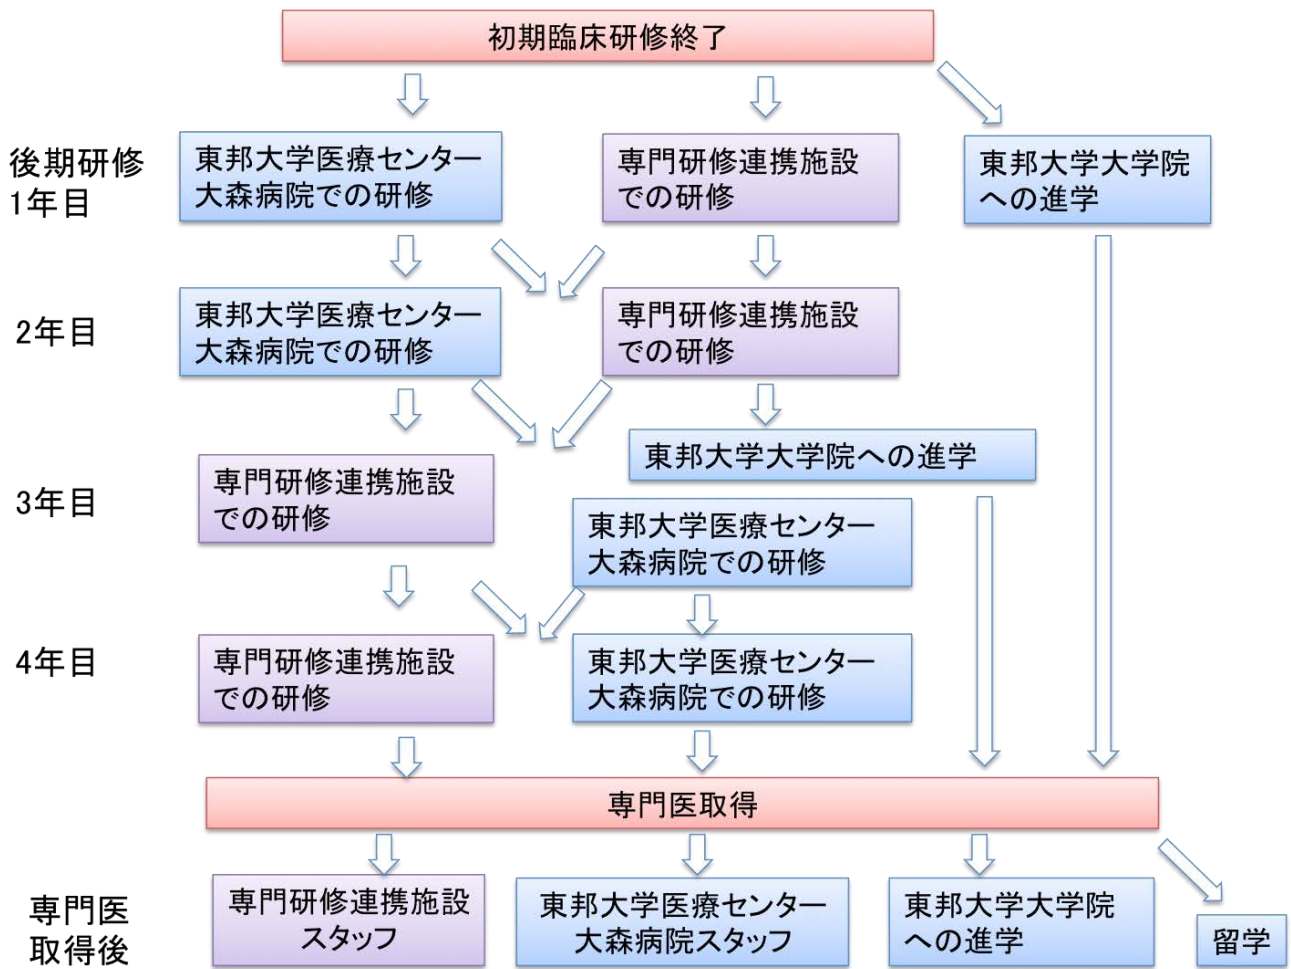 初期臨床研修終了
後期研修
1年目
東邦大学医療センター
大森病院での研修
専門研修連携施設
での研修
東邦大学大学院
への進学
2年目
東邦大学医療センター
大森病院での研修
専門研修連携施設
での研修
3年目
専門研修連携施設
での研修
東邦大学大学院への進学
東邦大学医療センター
大森病院での研修
4年目
専門研修連携施設
での研修
東邦大学医療センター
大森病院での研修
専門医取得
専門医
取得後
専門研修連携施設
スタッフ
東邦大学医療センター
大森病院スタッフ
東邦大学大学院
への進学
留学